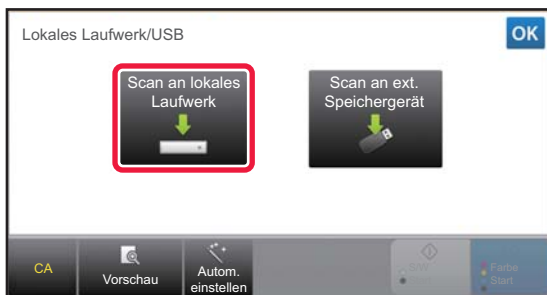 Lokales Laufwerk/USB
OK
Scan an lokales
Laufwerk
Scan an ext.
Speichergerät
CA
Vorschau
Autom.
einstellen
S/W
Start
Farbe
Start